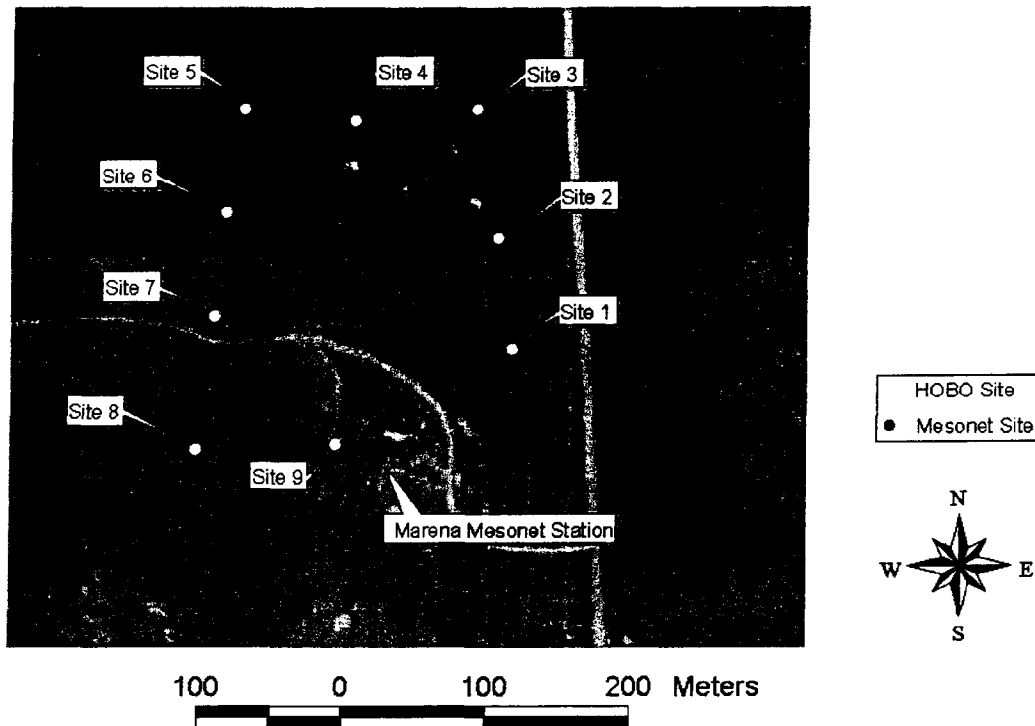 Site 5
Site 4
Site 3
Site 6
Site 2
Site 7
Site 1
Site 8
Site 9
Marena Mesonet Station
HOBO Site
Mesonet Site
N
W
E
S
100 0 100 200 Meters